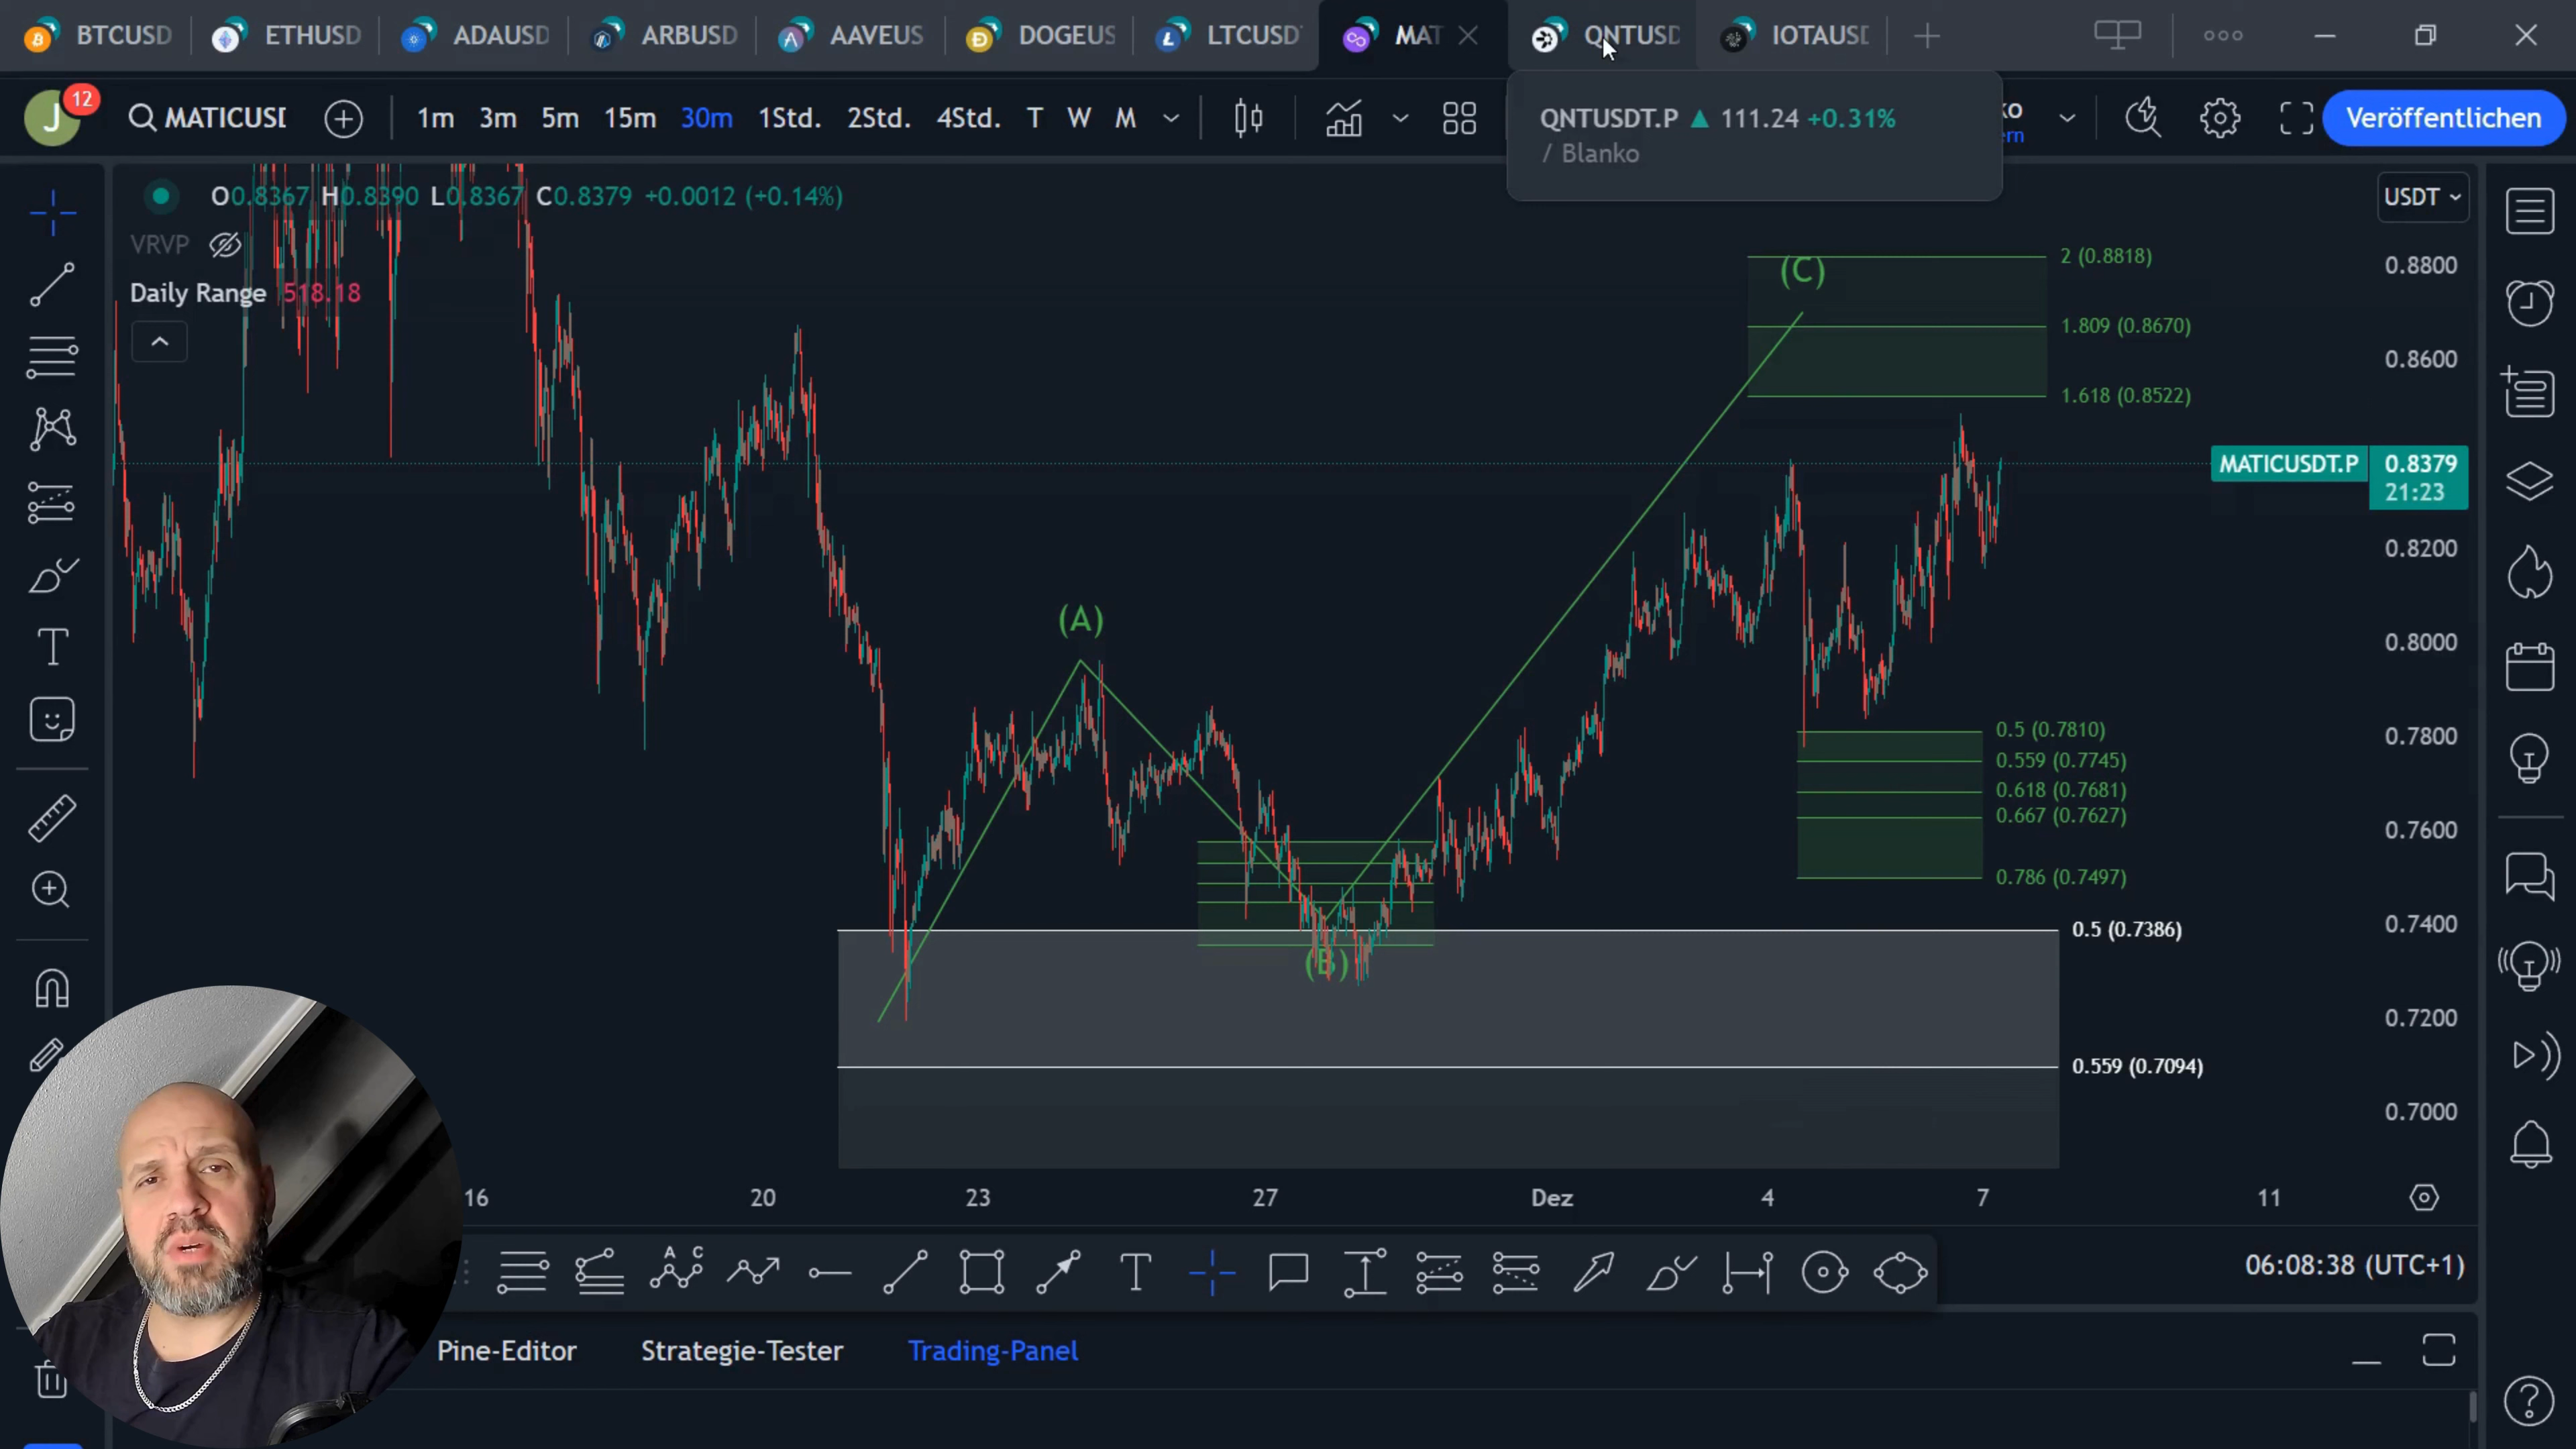 BTCUSD
ETHUSD
ADAUSD
ARBUSD
AAVEUS
DOGEUS
LTCUSDT
MAT
QNTUSD
IOTAUSD
J
12
MATICUSD
1m 3m 5m 15m 30m 1Std. 2Std. 4Std. T W M
QNTUSDT.P ▲ 111.24 +0.31%
/ Blanko
ko
ern
Veröffentlichen
O0.8367 H0.8390 L0.8367 C0.8379 +0.0012 (+0.14%)
VRVP
Daily Range 518.18
USDT
(C)
2 (0.8818)
1.809 (0.8670)
1.618 (0.8522)
0.8800
0.8600
MATICUSDT.P 0.8379
21:23
0.8200
0.8000
0.7800
0.7600
0.7400
0.7200
0.7000
(A)
(B)
0.5 (0.7810)
0.559 (0.7745)
0.618 (0.7681)
0.667 (0.7627)
0.786 (0.7497)
0.5 (0.7386)
0.559 (0.7094)
16 20 23 27 Dez 4 7 11
A C
T
06:08:38 (UTC+1)
Pine-Editor Strategie-Tester Trading-Panel